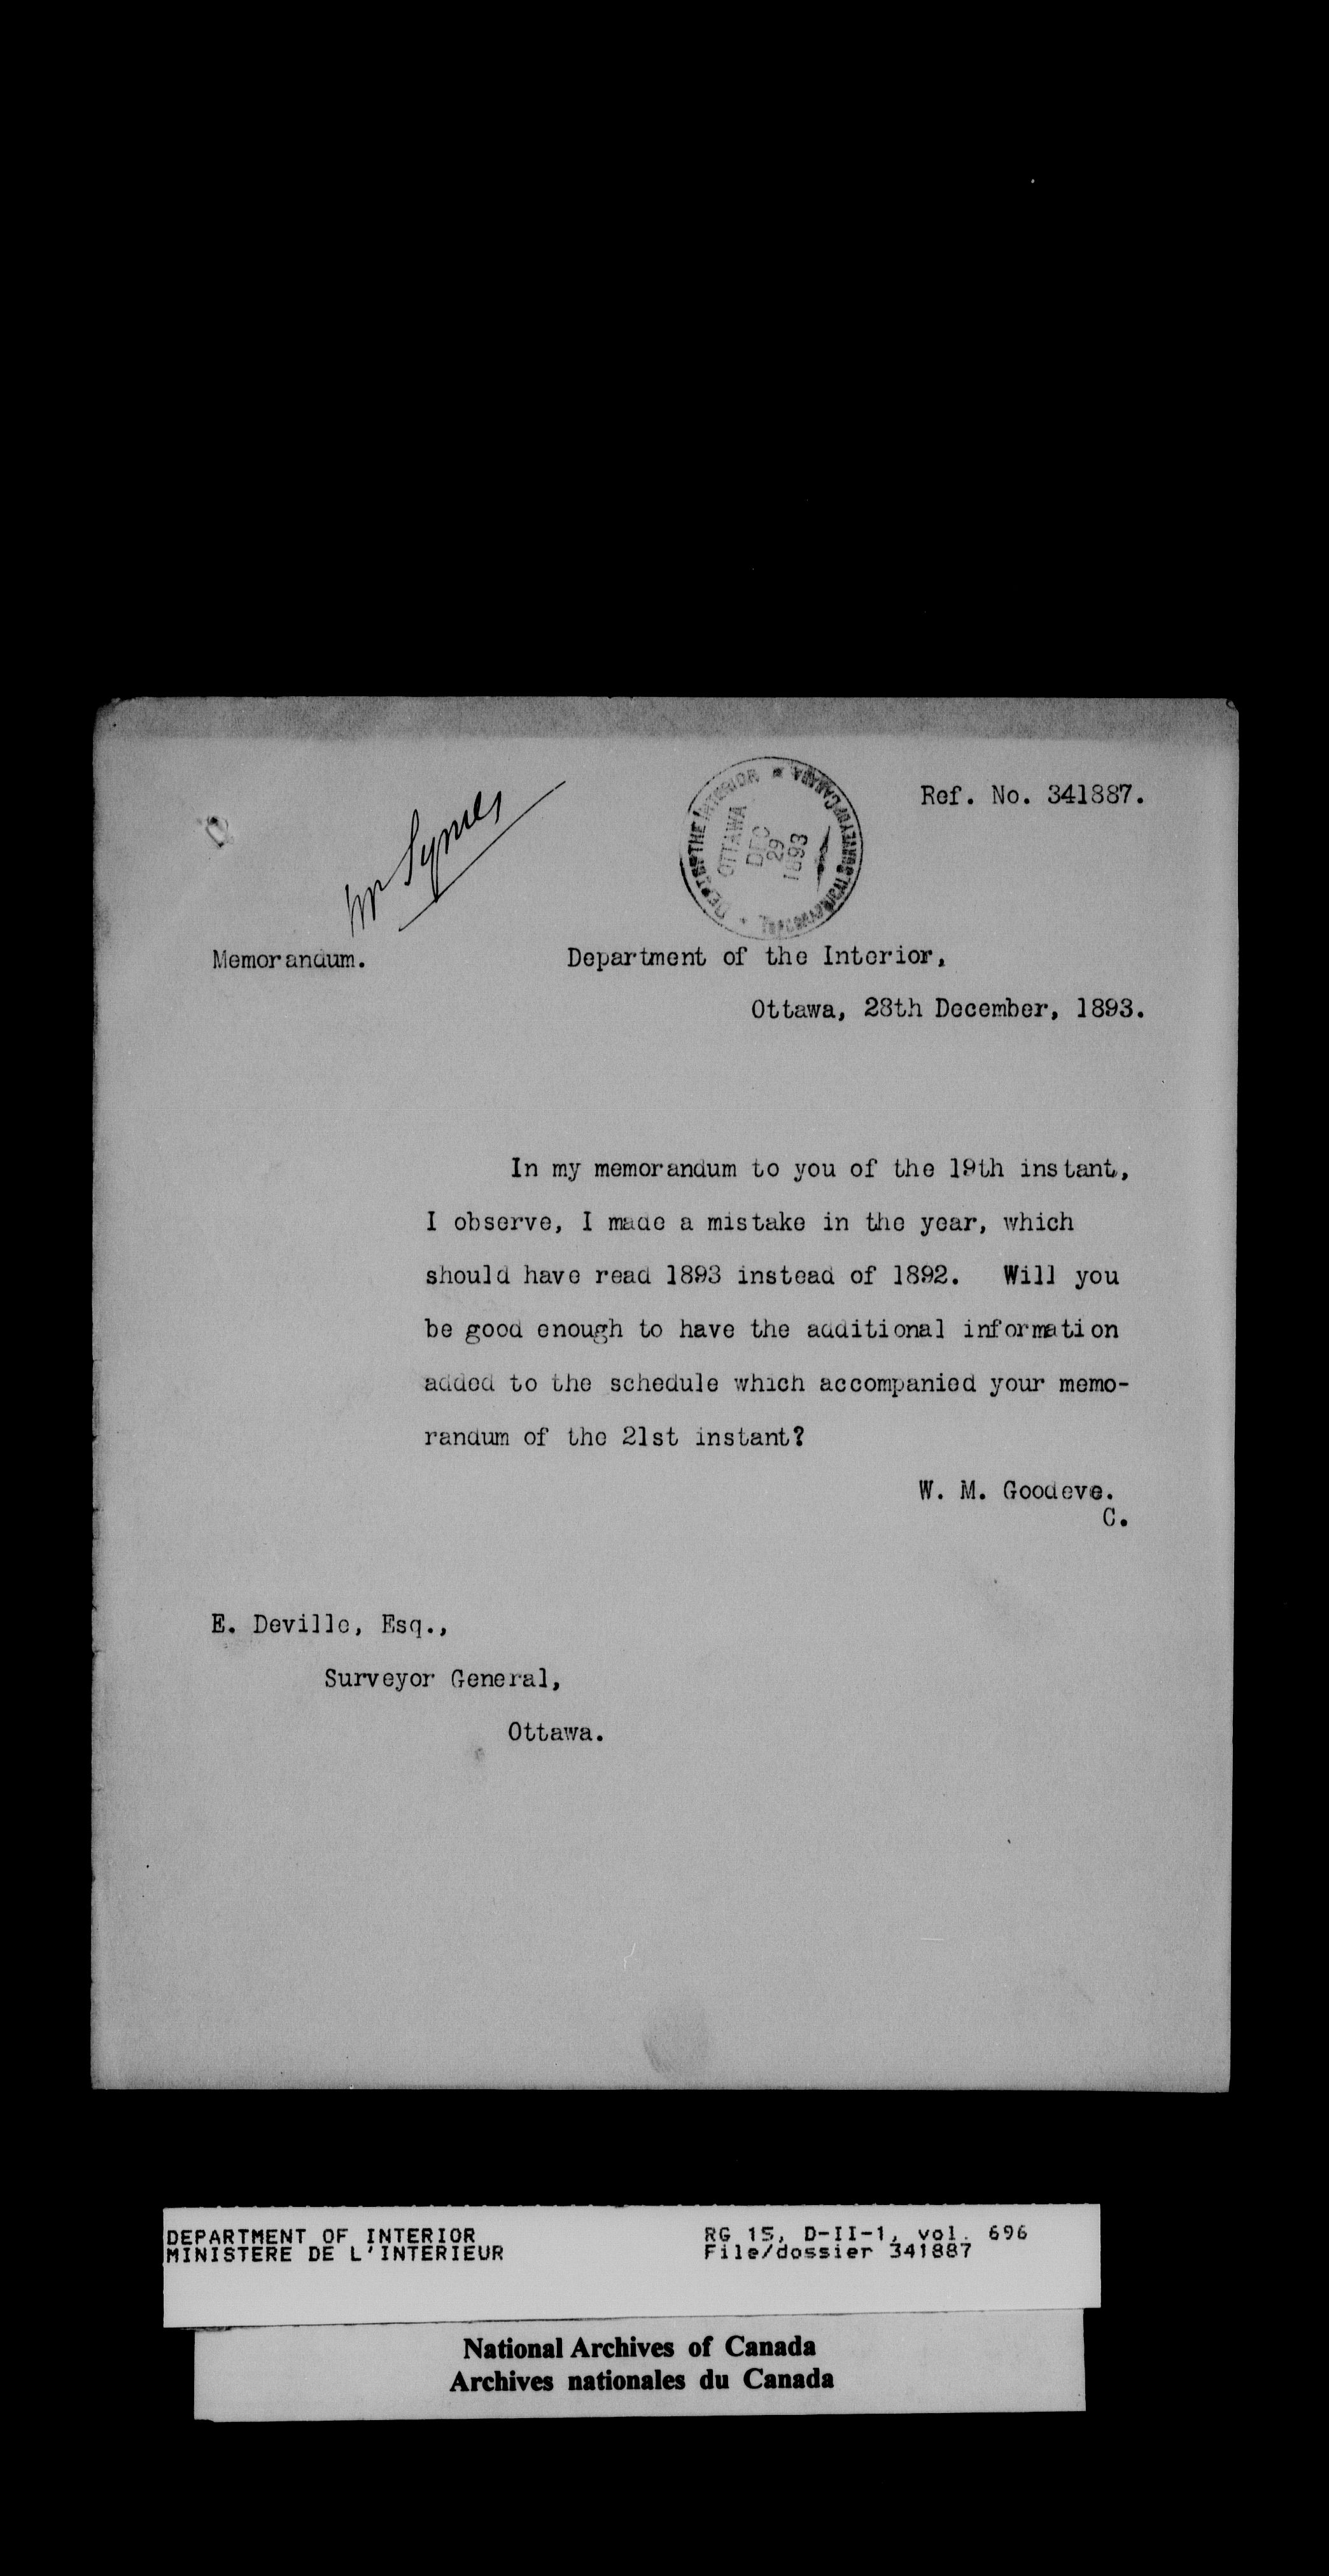 Ref. No. 341887.
Mr Symes
DEPT OF THE INTERIOR
OTTAWA
DEC
29
1893
Memorandum.
Department of the Interior,
Ottawa, 28th December, 1893.
In my memorandum to you of the 19th instant,
I observe, I made a mistake in the year, which
should have read 1893 instead of 1892. Will you
be good enough to have the additional information
added to the schedule which accompanied your memo-
randum of the 21st instant?
W. M. Goodeve.
C.
E. Deville, Esq.,
Surveyor General,
Ottawa.
DEPARTMENT OF INTERIOR
MINISTERE DE L'INTERIEUR
RG 15, D-II-1, vol. 696
File/dossier 341887
National Archives of Canada
Archives nationales du Canada